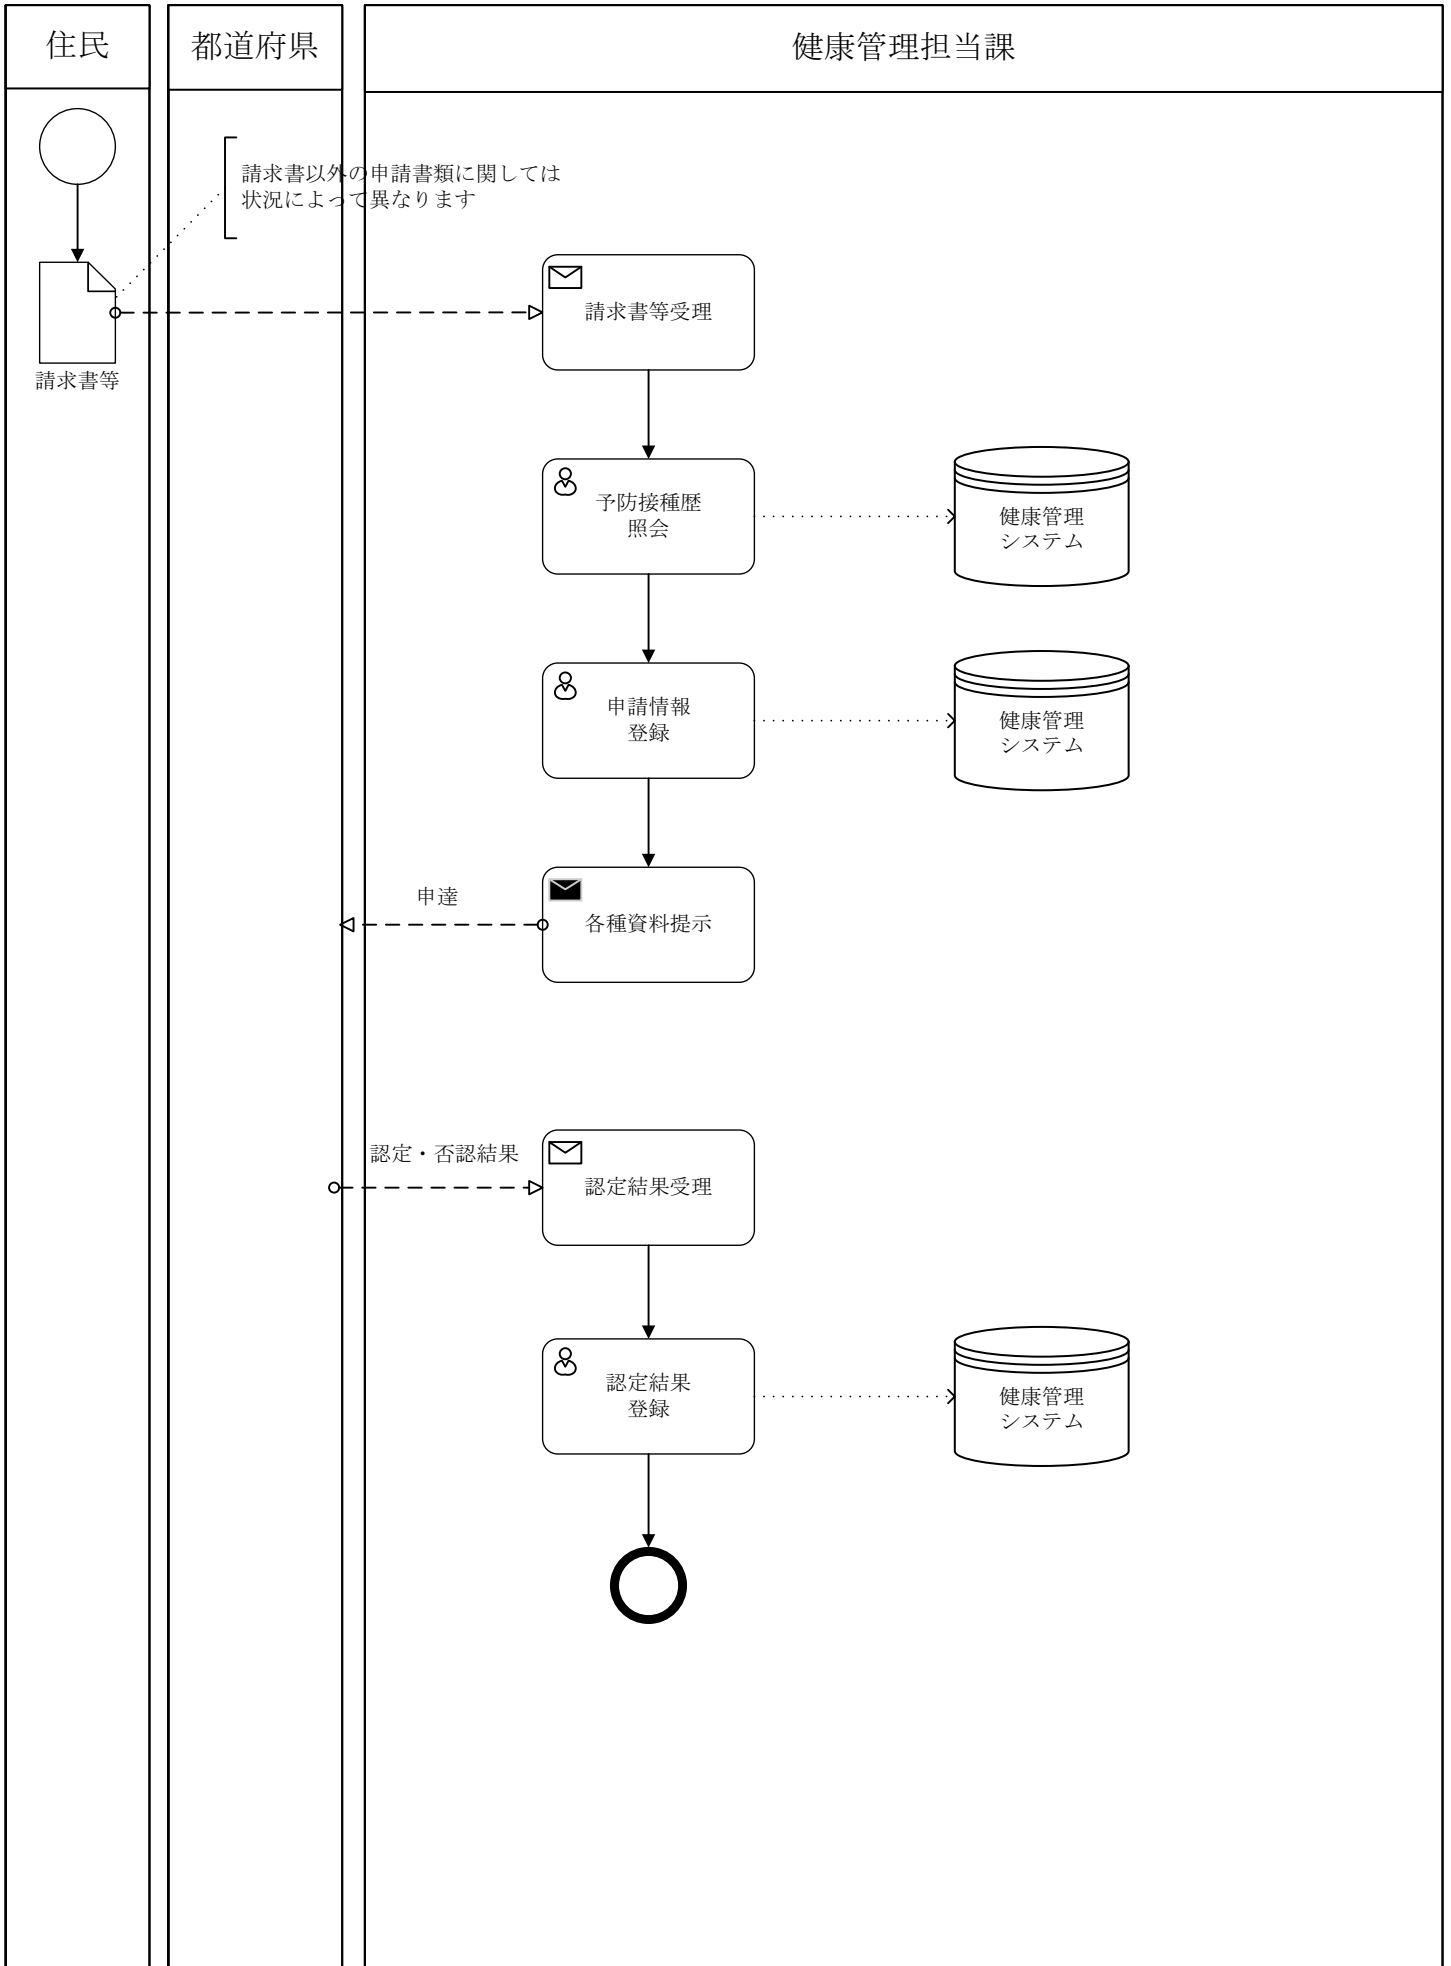 住民
都道府県
健康管理担当課
請求書以外の申請書類に関しては
状況によって異なります
請求書等
請求書等受理
予防接種歴
照会
健康管理
システム
申請情報
登録
健康管理
システム
申達
各種資料提示
認定・否認結果
認定結果受理
認定結果
登録
健康管理
システム